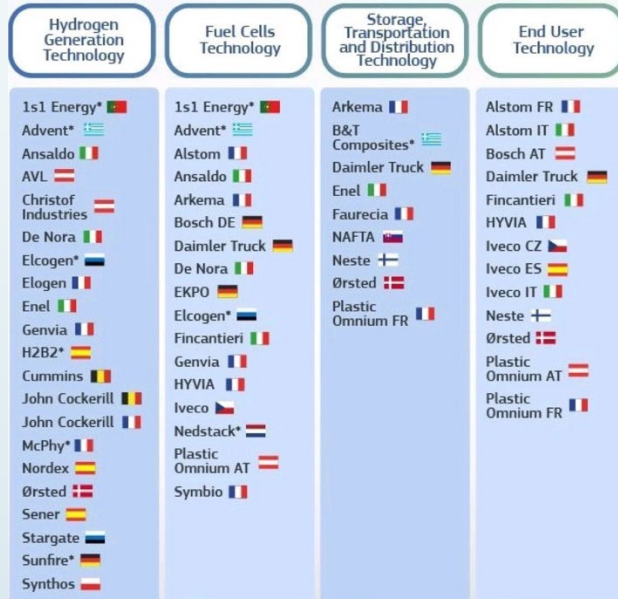 Hydrogen
Generation
Technology
1s1 Energy*
Advent*
Ansaldo
AVL
Christof
Industries
De Nora
Elcogen*
Elogen
Enel
Genvia
H2B2*
Cummins
John Cockerill
John Cockerill
McPhy*
Nordex
Ørsted
Sener
Stargate
Sunfire*
Synthos
Fuel Cells
Technology
1s1 Energy*
Advent*
Alstom
Ansaldo
Arkema
Bosch DE
Daimler Truck
De Nora
EKPO
Elcogen*
Fincantieri
Genvia
HYVIA
Iveco
Nedstack*
Plastic
Omnium AT
Symbio
Storage,
Transportation
and Distribution
Technology
Arkema
B&T
Composites*
Daimler Truck
Enel
Faurecia
NAFTA
Neste
Ørsted
Plastic
Omnium FR
End User
Technology
Alstom FR
Alstom IT
Bosch AT
Daimler Truck
Fincantieri
HYVIA
Iveco CZ
Iveco ES
Iveco IT
Neste
Ørsted
Plastic
Omnium AT
Plastic
Omnium FR